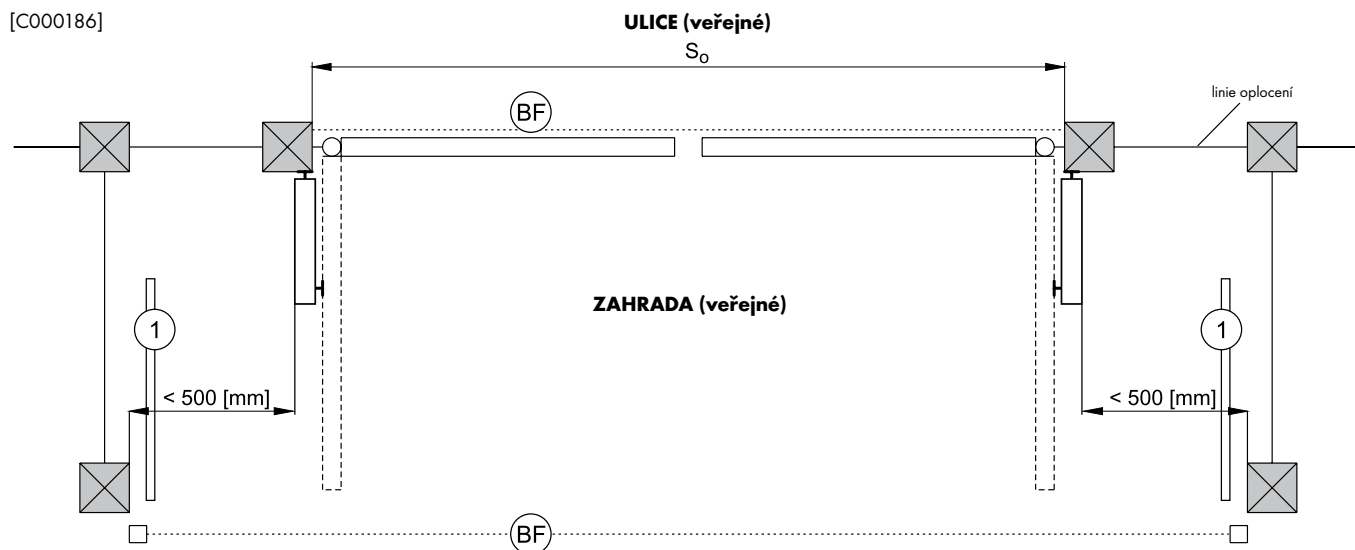 [C000186]
ULICE (veřejné)
So
BF
linie oplocení
ZAHRADA (veřejné)
1
1
< 500 [mm]
< 500 [mm]
BF